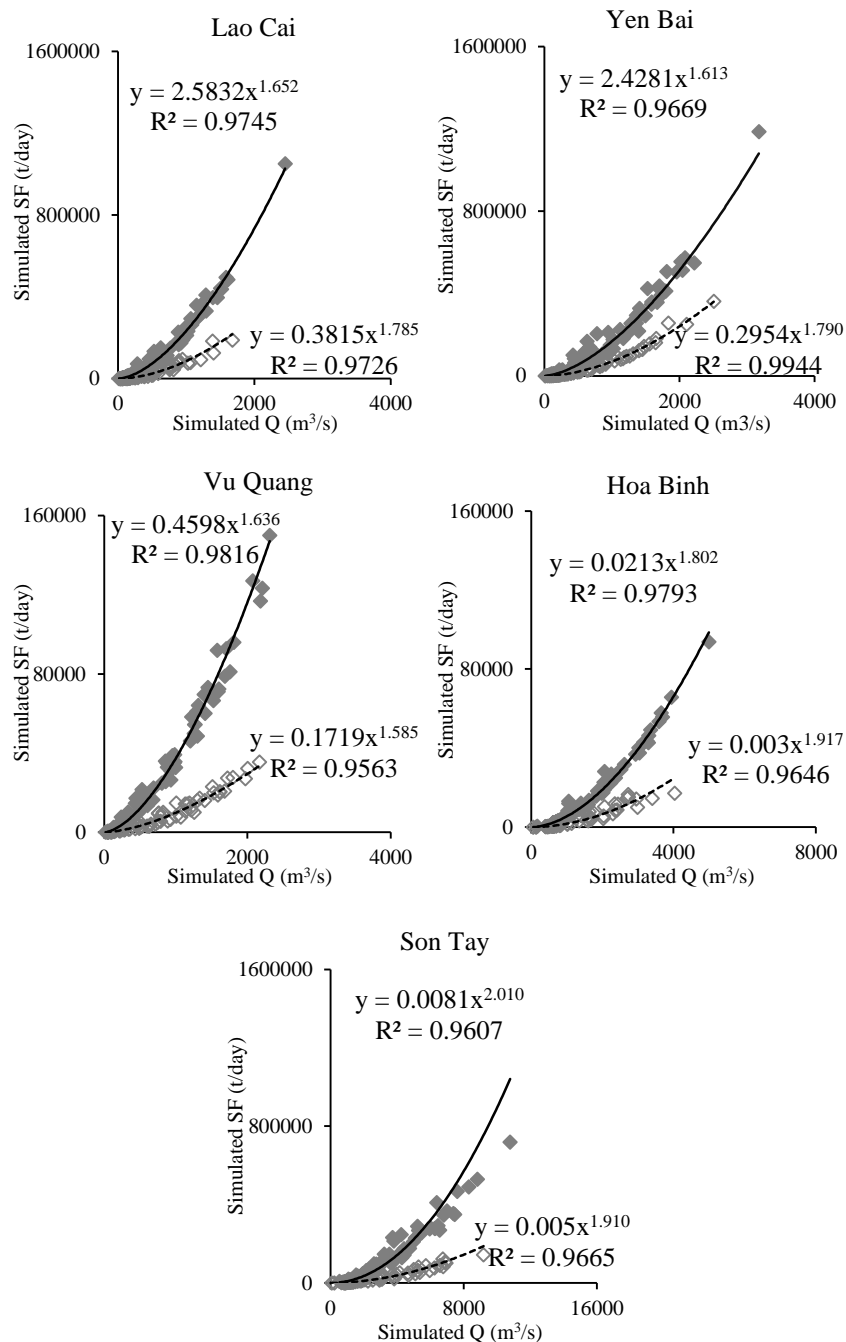 Lao Cai
1600000
y = 2.5832x^1.652
R² = 0.9745
Simulated SF (t/day)
800000
y = 0.3815x^1.785
R² = 0.9726
0
0 2000 4000
Simulated Q (m³/s)
Yen Bai
1600000
y = 2.4281x^1.613
R² = 0.9669
Simulated SF (t/day)
800000
y = 0.2954x^1.790
R² = 0.9944
0
0 2000 4000
Simulated Q (m3/s)
Vu Quang
160000
y = 0.4598x^1.636
R² = 0.9816
Simulated SF (t/day)
80000
y = 0.1719x^1.585
R² = 0.9563
0
0 2000 4000
Simulated Q (m³/s)
Hoa Binh
160000
y = 0.0213x^1.802
R² = 0.9793
Simulated SF (t/day)
80000
y = 0.003x^1.917
R² = 0.9646
0
0 4000 8000
Simulated Q (m³/s)
Son Tay
1600000
y = 0.0081x^2.010
R² = 0.9607
Simulated SF (t/day)
800000
y = 0.005x^1.910
R² = 0.9665
0
0 8000 16000
Simulated Q (m³/s)